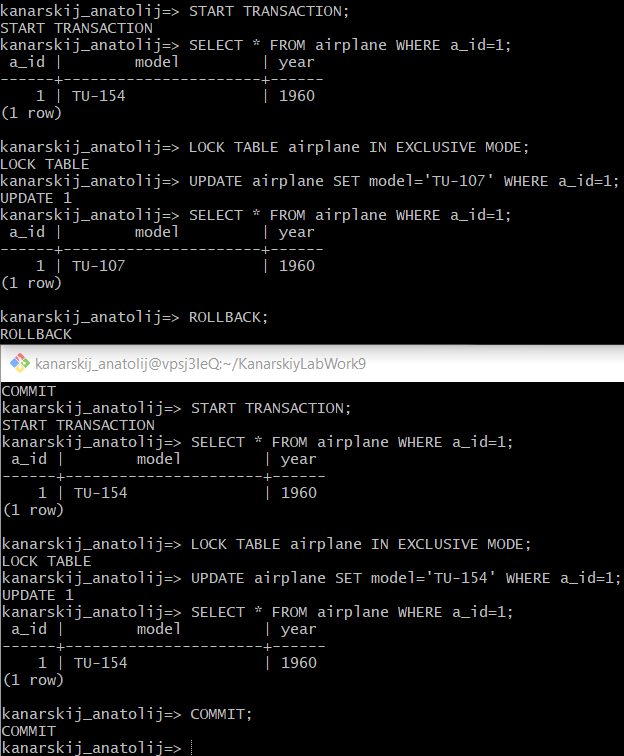 kanarskij_anatolij=> START TRANSACTION;
START TRANSACTION
kanarskij_anatolij=> SELECT * FROM airplane WHERE a_id=1;
 a_id |        model         | year
------+----------------------+------
    1 | TU-154               | 1960
(1 row)

kanarskij_anatolij=> LOCK TABLE airplane IN EXCLUSIVE MODE;
LOCK TABLE
kanarskij_anatolij=> UPDATE airplane SET model='TU-107' WHERE a_id=1;
UPDATE 1
kanarskij_anatolij=> SELECT * FROM airplane WHERE a_id=1;
 a_id |        model         | year
------+----------------------+------
    1 | TU-107               | 1960
(1 row)

kanarskij_anatolij=> ROLLBACK;
ROLLBACK
kanarskij_anatolij@vpsj3IeQ:~/KanarskiyLabWork9
COMMIT
kanarskij_anatolij=> START TRANSACTION;
START TRANSACTION
kanarskij_anatolij=> SELECT * FROM airplane WHERE a_id=1;
 a_id |        model         | year
------+----------------------+------
    1 | TU-154               | 1960
(1 row)

kanarskij_anatolij=> LOCK TABLE airplane IN EXCLUSIVE MODE;
LOCK TABLE
kanarskij_anatolij=> UPDATE airplane SET model='TU-154' WHERE a_id=1;
UPDATE 1
kanarskij_anatolij=> SELECT * FROM airplane WHERE a_id=1;
 a_id |        model         | year
------+----------------------+------
    1 | TU-154               | 1960
(1 row)

kanarskij_anatolij=> COMMIT;
COMMIT
kanarskij_anatolij=>